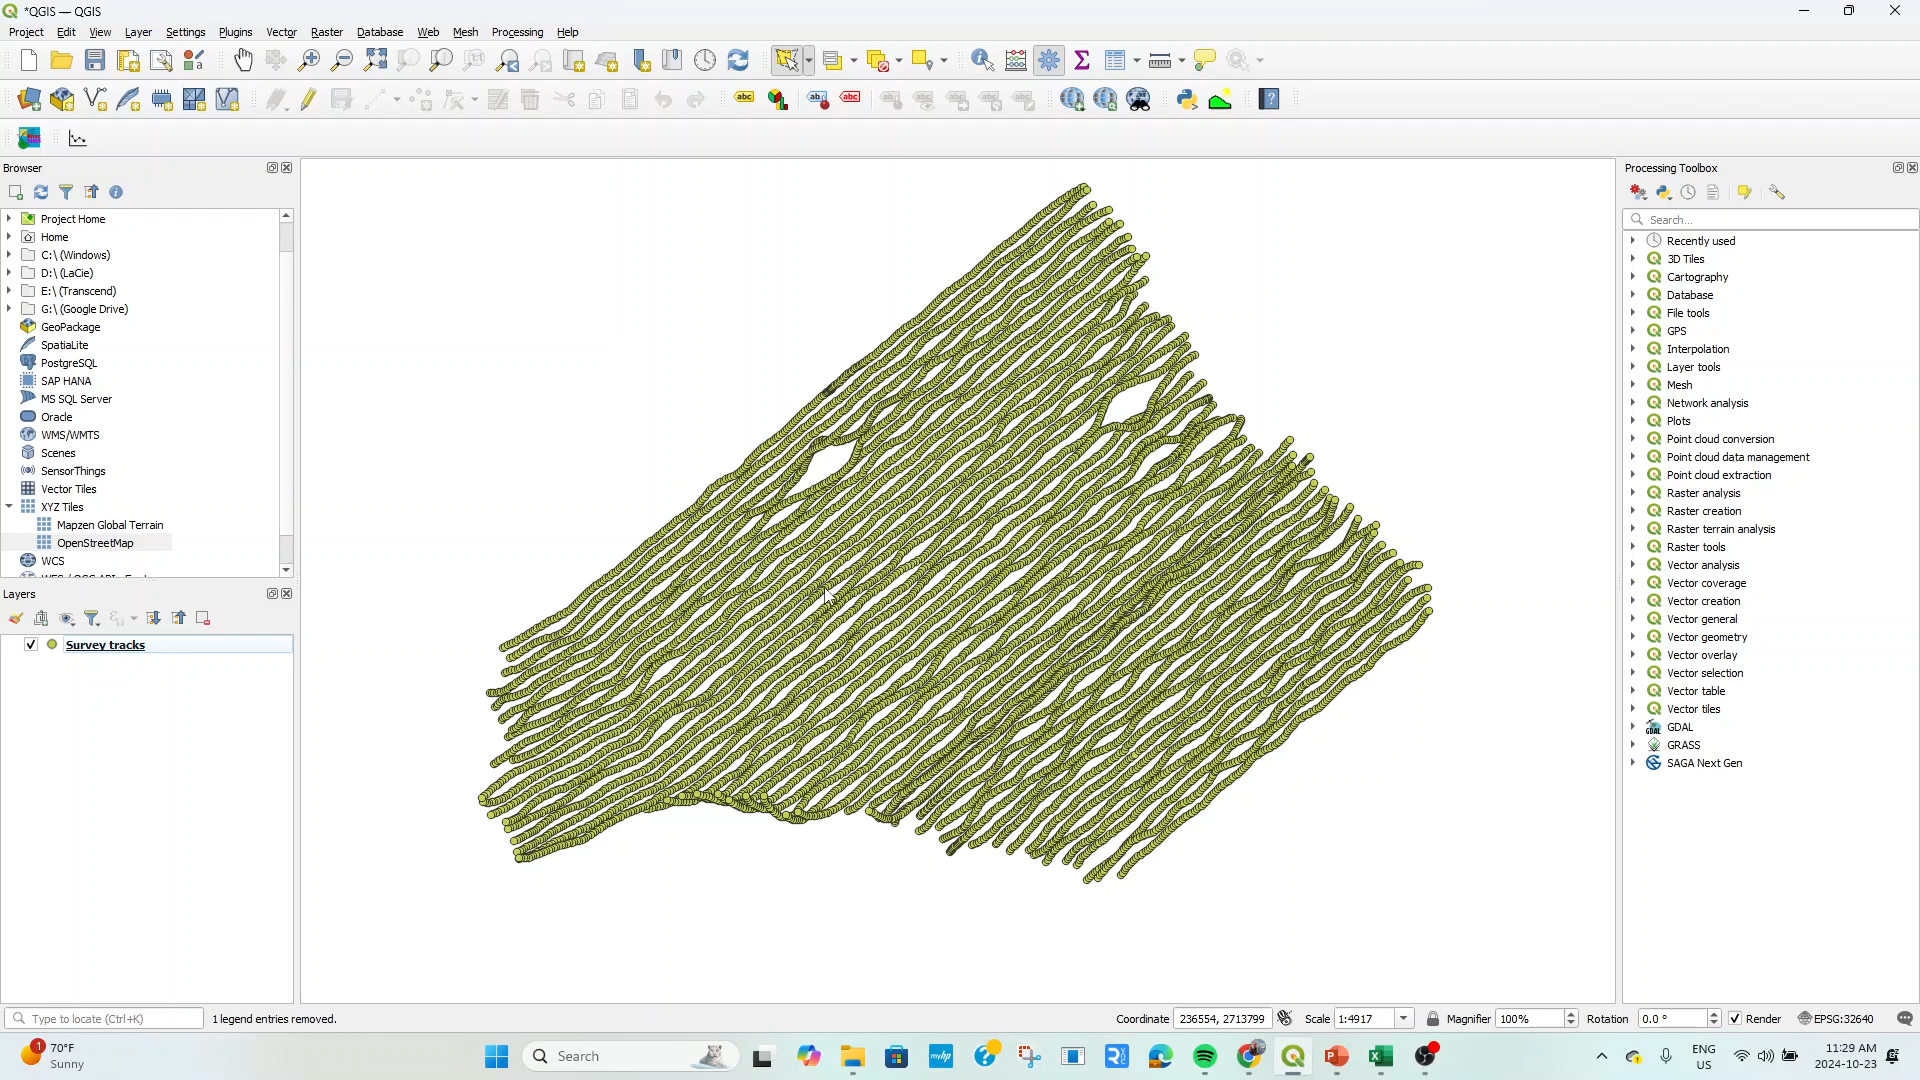 *QGIS — QGIS
Project Edit View Layer Settings Plugins Vector Raster Database Web Mesh Processing Help
Browser
Project Home
Home
C:\ (Windows)
D:\ (LaCie)
E:\ (Transcend)
G:\ (Google Drive)
GeoPackage
SpatiaLite
PostgreSQL
SAP HANA
MS SQL Server
Oracle
WMS/WMTS
Scenes
SensorThings
Vector Tiles
XYZ Tiles
Mapzen Global Terrain
OpenStreetMap
WCS
Layers
Survey tracks
Processing Toolbox
Search...
Recently used
3D Tiles
Cartography
Database
File tools
GPS
Interpolation
Layer tools
Mesh
Network analysis
Plots
Point cloud conversion
Point cloud data management
Point cloud extraction
Raster analysis
Raster creation
Raster terrain analysis
Raster tools
Vector analysis
Vector coverage
Vector creation
Vector general
Vector geometry
Vector overlay
Vector selection
Vector table
Vector tiles
GDAL
GRASS
SAGA Next Gen
Type to locate (Ctrl+K) 1 legend entries removed. Coordinate 236554, 2713799 Scale 1:4917 Magnifier 100% Rotation 0.0 ° Render EPSG:32640
1
70°F
Sunny
Search
ENG
US
11:29 AM
2024-10-23